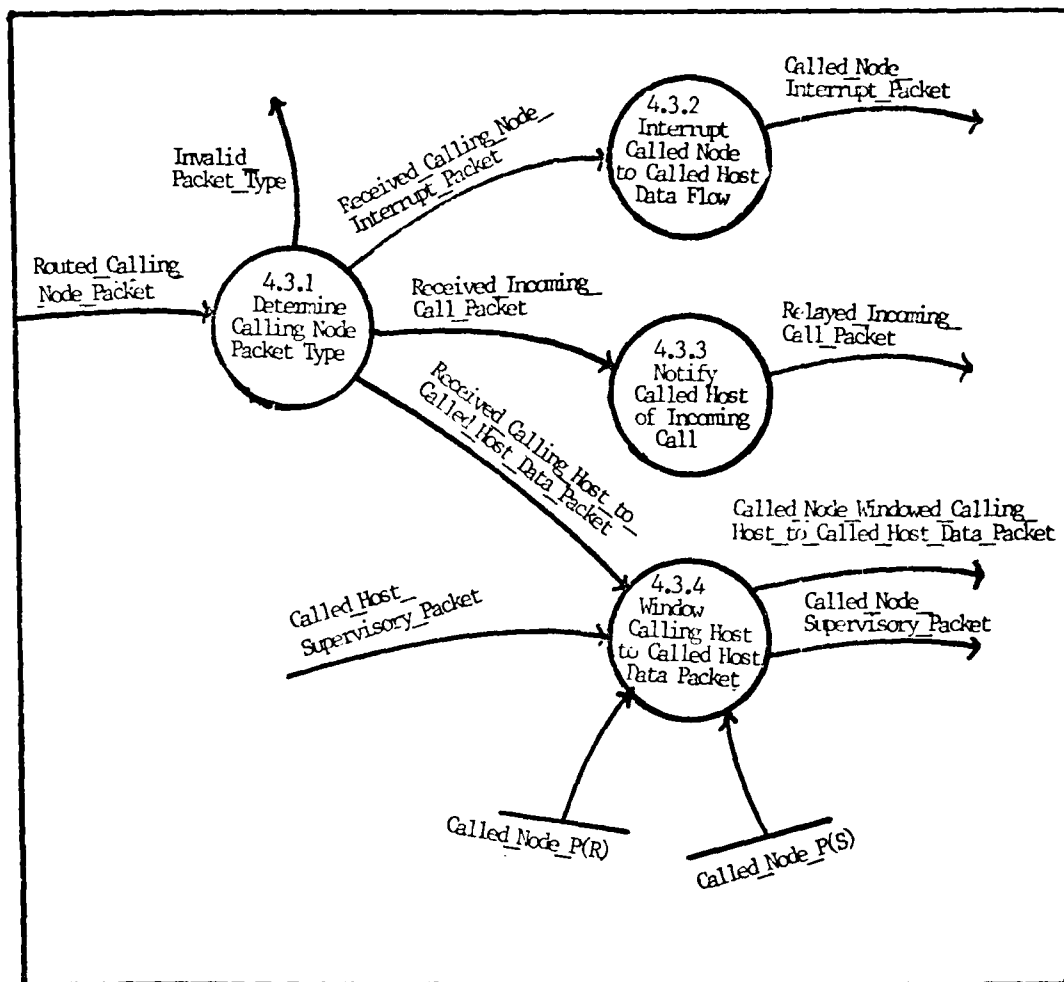 Called_Node_
Interrupt_Packet
4.3.2
Interrupt
Called Node
to Called Host
Data Flow
Invalid_
Packet_Type
Received_Calling_Node_
Interrupt_Packet
Routed_Calling_
Node_Packet
4.3.1
Determine
Calling Node
Packet Type
Received_Incoming_
Call_Packet
Relayed_Incoming_
Call_Packet
4.3.3
Notify
Called Host
of Incoming
Call
Received_Calling_Host_to_
Called_Host_Data_Packet
Called_Node_Windowed_Calling_
Host_to_Called_Host_Data_Packet
Called_Host_
Supervisory_Packet
4.3.4
Window
Calling Host
to Called Host
Data Packet
Called_Node_
Supervisory_Packet
Called_Node_P(R)
Called_Node_P(S)